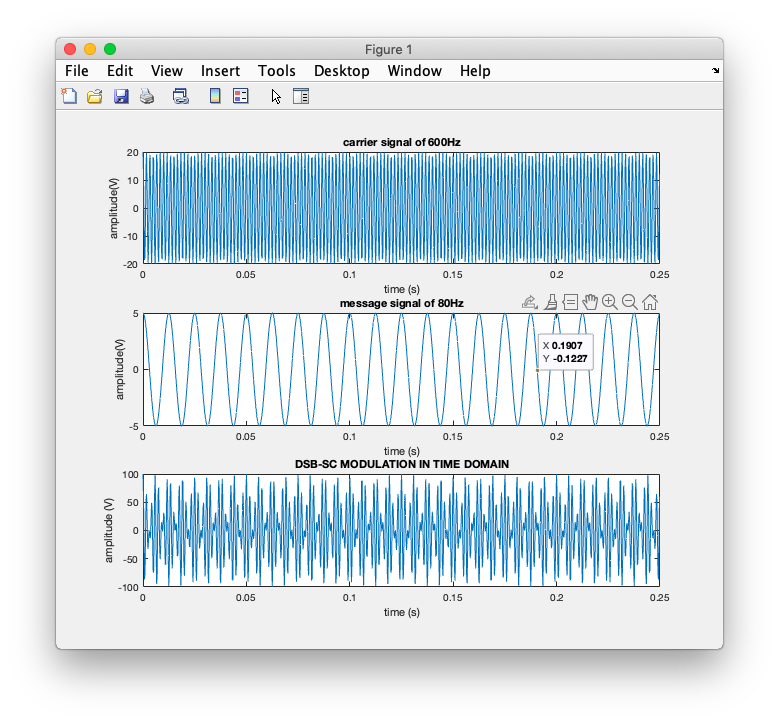 Figure 1
File Edit View Insert Tools Desktop Window Help
carrier signal of 600Hz
amplitude(V)
20
10
0
-10
-20
0 0.05 0.1 0.15 0.2 0.25
time (s)
message signal of 80Hz
amplitude(V)
5
0
-5
X 0.1907
Y -0.1227
0 0.05 0.1 0.15 0.2 0.25
time (s)
DSB-SC MODULATION IN TIME DOMAIN
amplitude (V)
100
50
0
-50
-100
0 0.05 0.1 0.15 0.2 0.25
time (s)